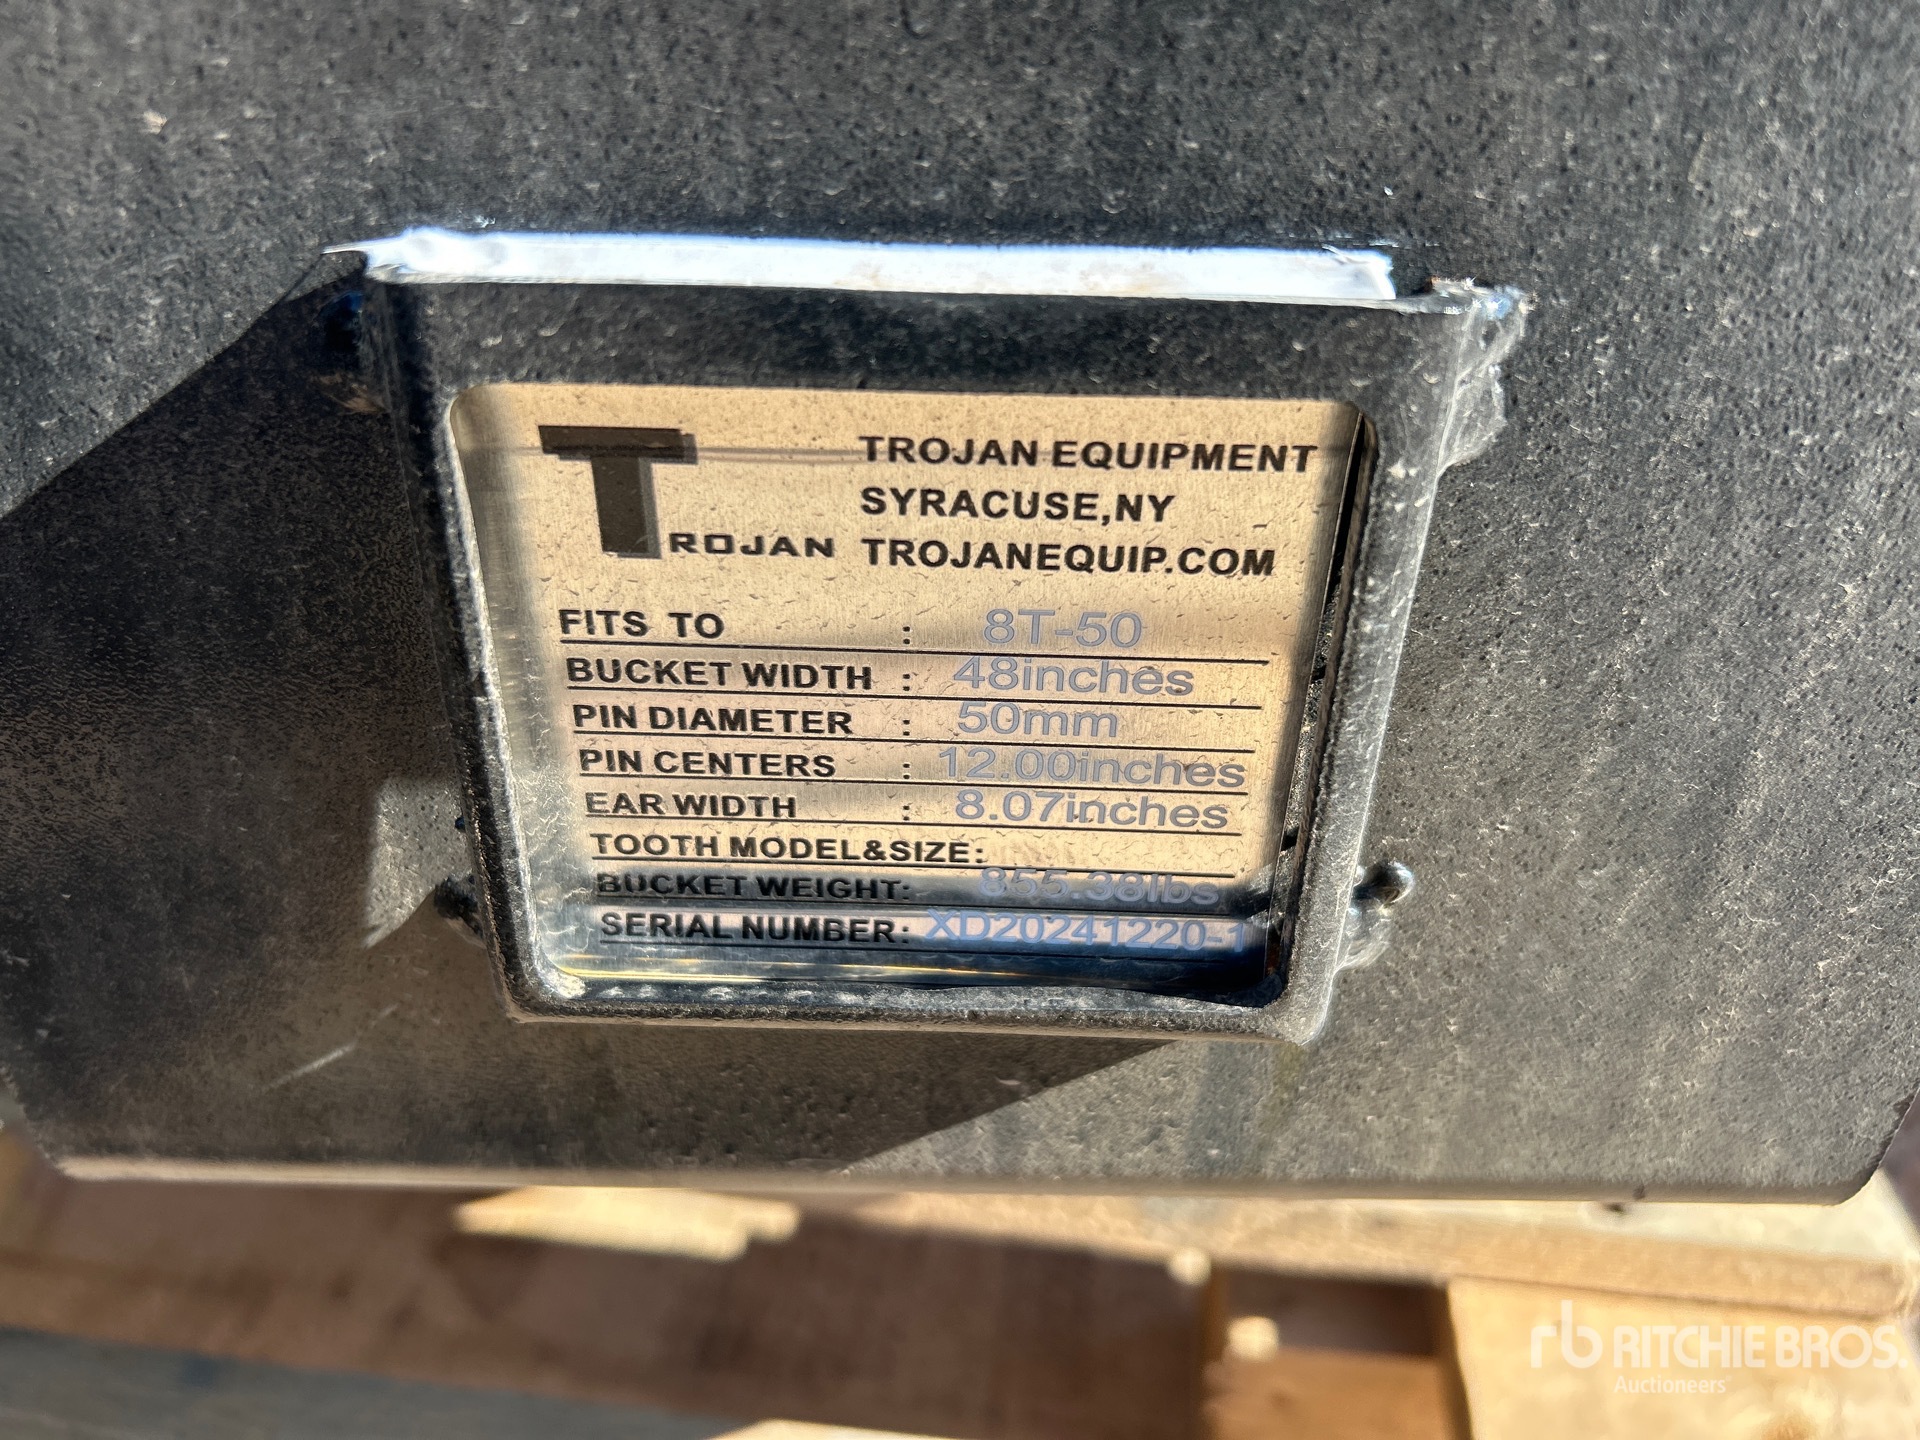 TROJAN
TROJAN EQUIPMENT
SYRACUSE,NY
TROJANEQUIP.COM
FITS TO : 8T-50
BUCKET WIDTH : 48inches
PIN DIAMETER : 50mm
PIN CENTERS : 12.00inches
EAR WIDTH : 8.07inches
TOOTH MODEL&SIZE:
BUCKET WEIGHT: 855.38lbs
SERIAL NUMBER: XD20241220-1
rb RITCHIE BROS.
Auctioneers